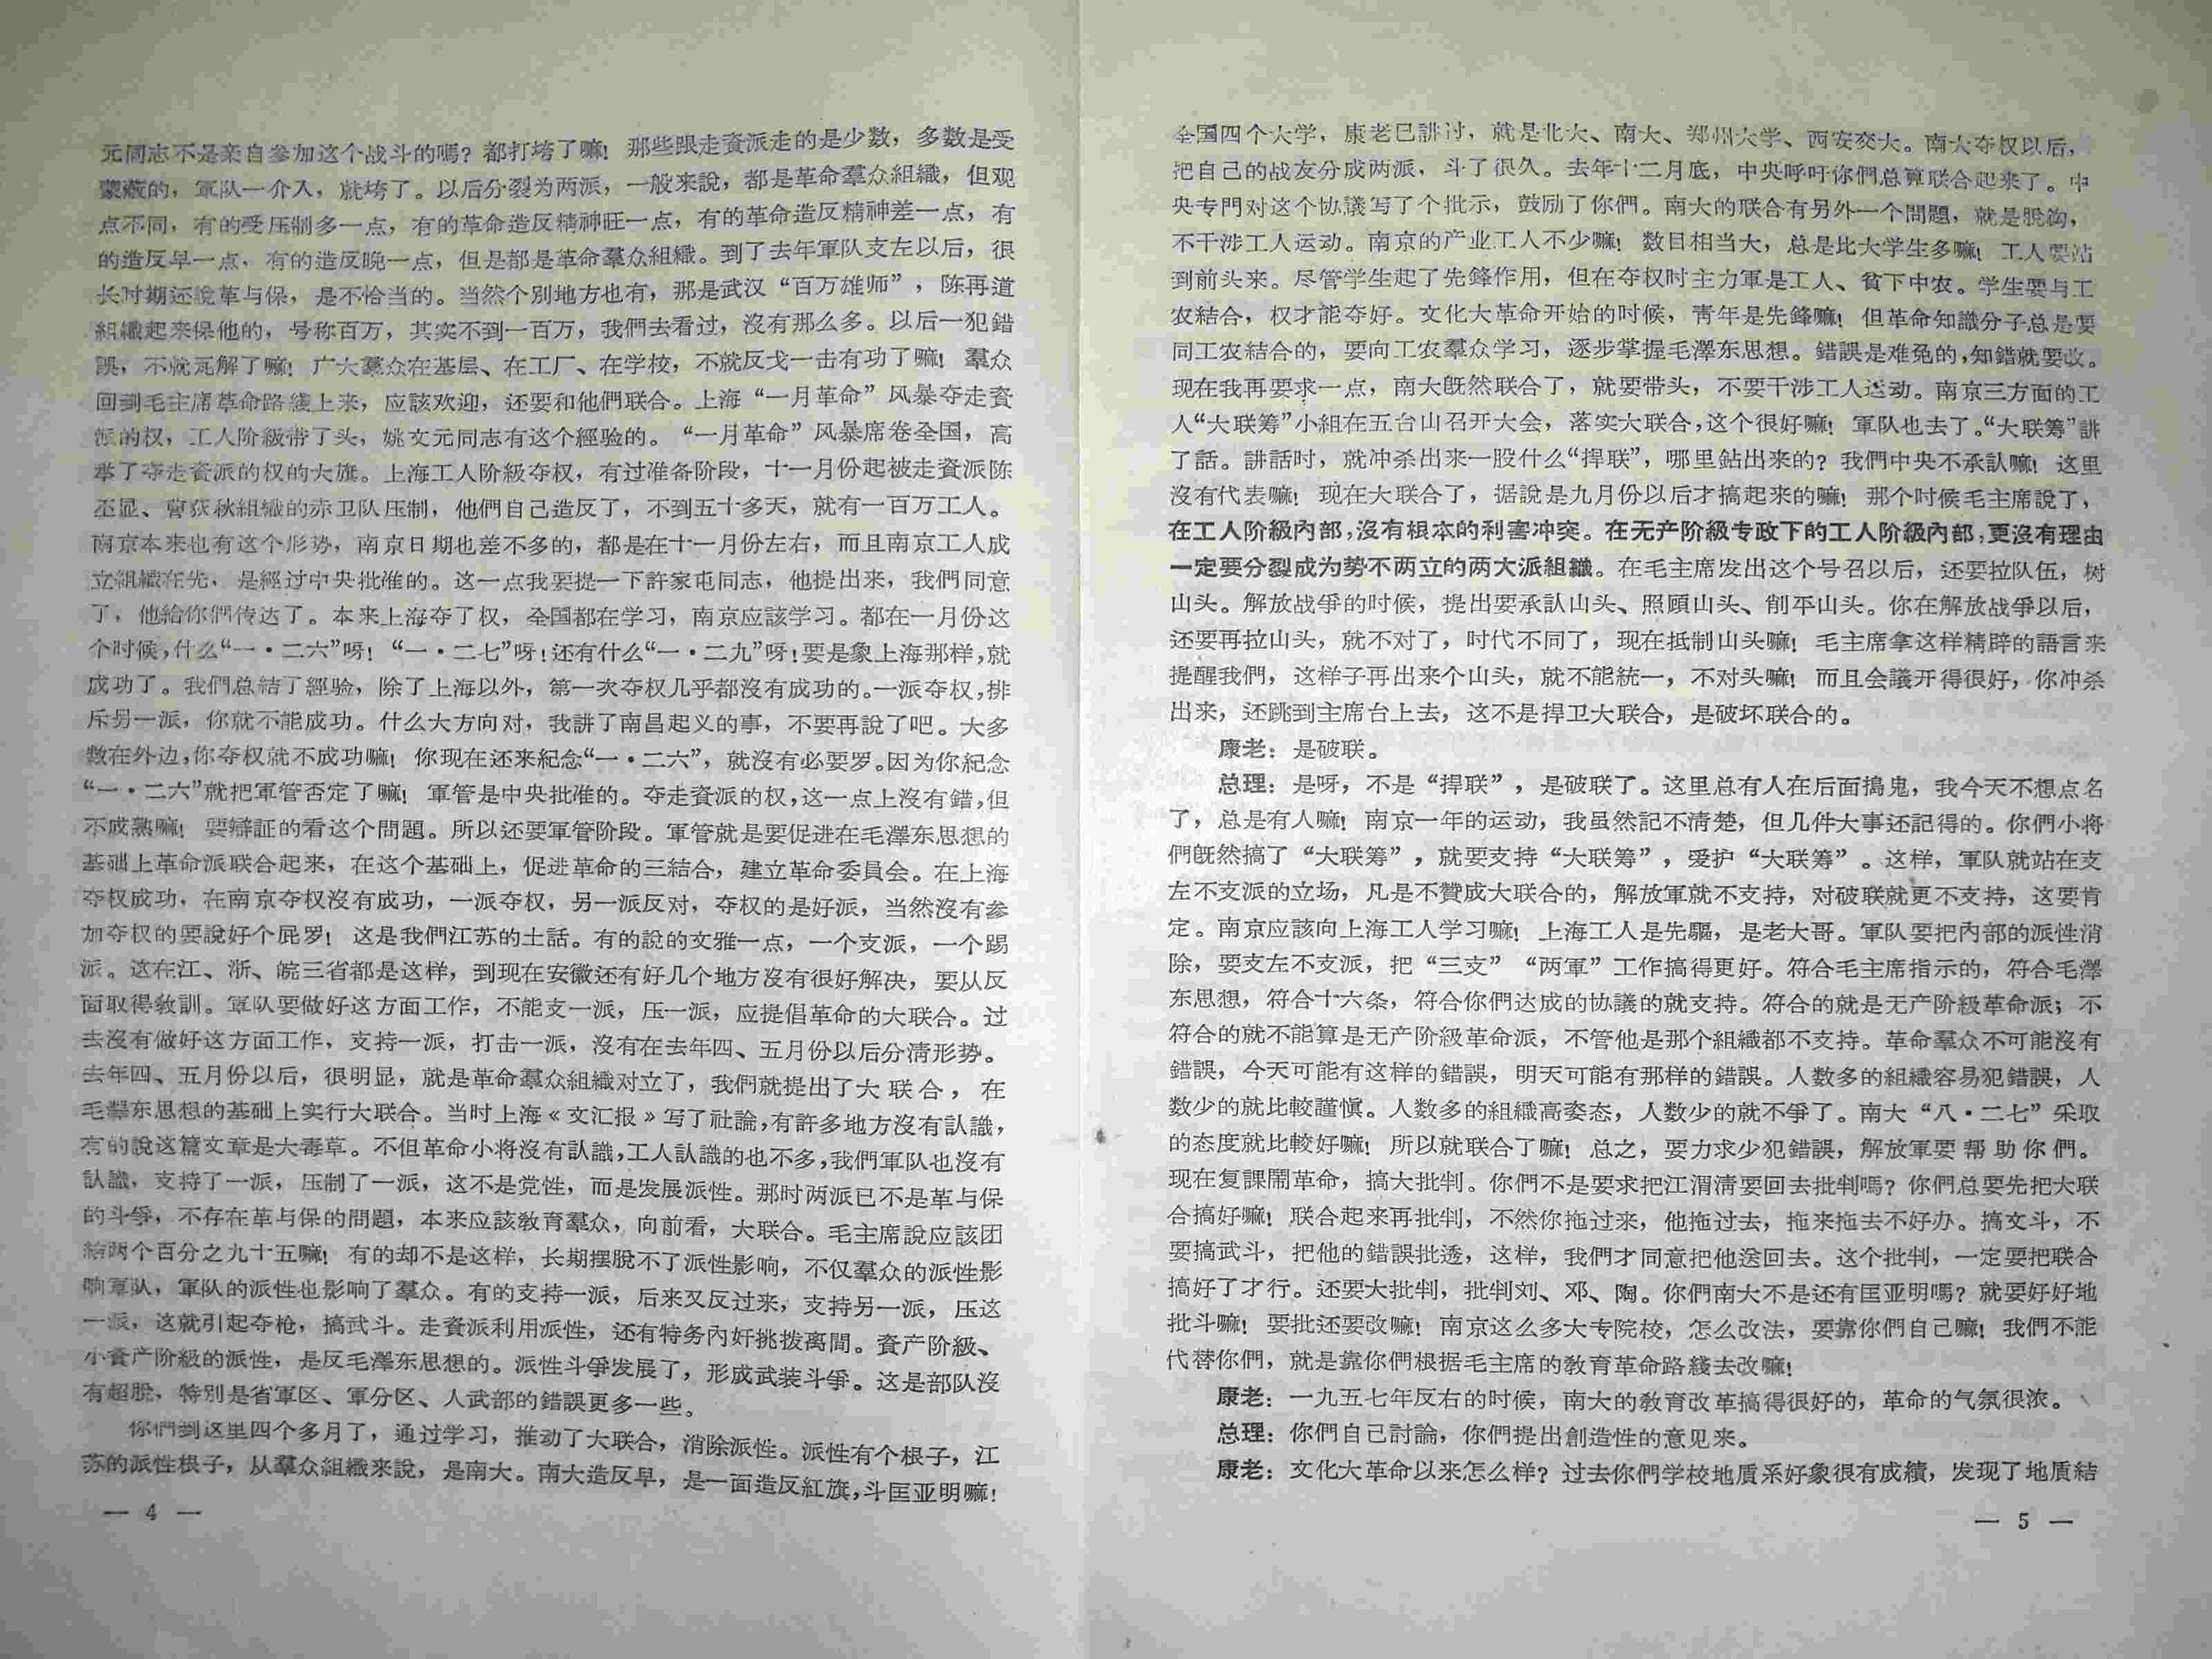 元同志不是亲自参加这个战斗的嗎？都打垮了嘛！那些跟走資派走的是少数，多数是受
蒙蔽的，軍队一介入，就垮了。以后分裂为两派，一般来說，都是革命羣众組織，但观
点不同，有的受压制多一点，有的革命造反精神旺一点，有的革命造反精神差一点，有
的造反早一点，有的造反晚一点，但是都是革命羣众組織。到了去年軍队支左以后，很
长时期还說革与保，是不恰当的。当然个别地方也有，那是武汉“百万雄师”，陈再道
組織起来保他的，号称百万，其实不到一百万，我們去看过，沒有那么多。以后一犯錯
誤，不就瓦解了嘛！广大羣众在基层、在工厂、在学校，不就反戈一击有功了嘛！羣众
回到毛主席革命路綫上来，应該欢迎，还要和他們联合。上海“一月革命”风暴夺走資
派的权，工人阶級带了头，姚文元同志有这个經驗的。“一月革命”风暴席卷全国，高
举了夺走資派的权的大旗。上海工人阶級夺权，有过准备阶段，十一月份起被走資派陈
丕显、曹荻秋組織的赤卫队压制，他們自己造反了，不到五十多天，就有一百万工人。
南京本来也有这个形势，南京日期也差不多的，都是在十一月份左右，而且南京工人成
立組織在先，是經过中央批准的。这一点我要提一下許家屯同志，他提出来，我們同意
了，他給你們传达了。本来上海夺了权，全国都在学习，南京应該学习。都在一月份这
个时候，什么“一·二六”呀！“一·二七”呀！还有什么“一·二九”呀！要是象上海那样，就
成功了。我們总結了經驗，除了上海以外，第一次夺权几乎都沒有成功的。一派夺权，排
斥另一派，你就不能成功。什么大方向对，我講了南昌起义的事，不要再說了吧。大多
数在外边，你夺权就不成功嘛！你现在还来紀念“一·二六”，就沒有必要罗。因为你紀念
“一·二六”就把軍管否定了嘛！軍管是中央批准的。夺走資派的权，这一点上沒有錯，但
不成熟嘛！要辯証的看这个問題。所以还要軍管阶段。軍管就是要促进在毛澤东思想的
基础上革命派联合起来，在这个基础上，促进革命的三結合，建立革命委員会。在上海
夺权成功，在南京夺权沒有成功，一派夺权，另一派反对，夺权的是好派，当然沒有参
加夺权的要說好个屁罗！这是我們江苏的土話。有的說的文雅一点，一个支派，一个踢
派。这在江、浙、皖三省都是这样，到现在安徽还有好几个地方沒有很好解决，要从反
面取得教訓。軍队要做好这方面工作，不能支一派，压一派，应提倡革命的大联合。过
去沒有做好这方面工作，支持一派，打击一派，沒有在去年四、五月份以后分清形势。
去年四、五月份以后，很明显，就是革命羣众組織对立了，我們就提出了大联合，在
毛澤东思想的基础上实行大联合。当时上海《文汇报》写了社論，有許多地方沒有認識，
有的說这篇文章是大毒草。不但革命小将沒有認識，工人認識的也不多，我們軍队也沒有
認識，支持了一派，压制了一派，这不是党性，而是发展派性。那时两派已不是革与保
的斗爭，不存在革与保的問題，本来应該教育羣众，向前看，大联合。毛主席說应該团
結两个百分之九十五嘛！有的却不是这样，长期摆脫不了派性影响，不仅羣众的派性影
响軍队，軍队的派性也影响了羣众。有的支持一派，后来又反过来，支持另一派，压这
一派，这就引起夺枪，搞武斗。走資派利用派性，还有特务內奸挑拨离間。資产阶級、
小資产阶級的派性，是反毛澤东思想的。派性斗爭发展了，形成武装斗爭。这是部队沒
有超脫，特别是省軍区、軍分区、人武部的錯誤更多一些。
你們到这里四个多月了，通过学习，推动了大联合，消除派性。派性有个根子，江
苏的派性根子，从羣众組織来說，是南大。南大造反早，是一面造反紅旗，斗匡亚明嘛！
— 4 —
全国四个大学，康老已講过，就是北大、南大、郑州大学、西安交大。南大夺权以后，
把自己的战友分成两派，斗了很久。去年十二月底，中央呼吁你們总算联合起来了。中
央专門对这个协議写了个批示，鼓励了你們。南大的联合有另外一个問題，就是脫鈎，
不干涉工人运动。南京的产业工人不少嘛！数目相当大，总是比大学生多嘛！工人要站
到前头来。尽管学生起了先鋒作用，但在夺权时主力軍是工人、貧下中农。学生要与工
农結合，权才能夺好。文化大革命开始的时候，靑年是先鋒嘛！但革命知識分子总是要
同工农結合的，要向工农羣众学习，逐步掌握毛澤东思想。錯誤是难免的，知錯就要改。
现在我再要求一点，南大旣然联合了，就要带头，不要干涉工人运动。南京三方面的工
人“大联筹”小組在五台山召开大会，落实大联合，这个很好嘛！軍队也去了。“大联筹”講
了話。講話时，就冲杀出来一股什么“捍联”，哪里鉆出来的？我們中央不承認嘛！这里
沒有代表嘛！现在大联合了，据說是九月份以后才搞起来的嘛！那个时候毛主席說了，
在工人阶級內部，沒有根本的利害冲突。在无产阶級专政下的工人阶級內部，更沒有理由
一定要分裂成为势不两立的两大派組織。在毛主席发出这个号召以后，还要拉队伍，树
山头。解放战爭的时候，提出要承認山头、照顧山头、削平山头。你在解放战爭以后，
还要再拉山头，就不对了，时代不同了，现在抵制山头嘛！毛主席拿这样精辟的語言来
提醒我們，这样子再出来个山头，就不能統一，不对头嘛！而且会議开得很好，你冲杀
出来，还跳到主席台上去，这不是捍卫大联合，是破坏联合的。
康老：是破联。
总理：是呀，不是“捍联”，是破联了。这里总有人在后面搗鬼，我今天不想点名
了，总是有人嘛！南京一年的运动，我虽然記不清楚，但几件大事还記得的。你們小将
們旣然搞了“大联筹”，就要支持“大联筹”，爱护“大联筹”。这样，軍队就站在支
左不支派的立场，凡是不贊成大联合的，解放軍就不支持，对破联就更不支持，这要肯
定。南京应該向上海工人学习嘛！上海工人是先驅，是老大哥。軍队要把內部的派性消
除，要支左不支派，把“三支”“两軍”工作搞得更好。符合毛主席指示的，符合毛澤
东思想，符合十六条，符合你們达成的协議的就支持。符合的就是无产阶級革命派；不
符合的就不能算是无产阶級革命派，不管他是那个組織都不支持。革命羣众不可能沒有
錯誤，今天可能有这样的錯誤，明天可能有那样的錯誤。人数多的組織容易犯錯誤，人
数少的就比較謹愼。人数多的組織高姿态，人数少的就不爭了。南大“八·二七”采取
的态度就比較好嘛！所以就联合了嘛！总之，要力求少犯錯誤，解放軍要帮助你們。
现在复課鬧革命，搞大批判。你們不是要求把江渭清要回去批判嗎？你們总要先把大联
合搞好嘛！联合起来再批判，不然你拖过来，他拖过去，拖来拖去不好办。搞文斗，不
要搞武斗，把他的錯誤批透，这样，我們才同意把他送回去。这个批判，一定要把联合
搞好了才行。还要大批判，批判刘、邓、陶。你們南大不是还有匡亚明嗎？就要好好地
批斗嘛！要批还要改嘛！南京这么多大专院校，怎么改法，要靠你們自己嘛！我們不能
代替你們，就是靠你們根据毛主席的教育革命路綫去改嘛！
康老：一九五七年反右的时候，南大的教育改革搞得很好的，革命的气氛很浓。
总理：你們自己討論，你們提出創造性的意见来。
康老：文化大革命以来怎么样？过去你們学校地质系好象很有成績，发现了地质結
— 5 —